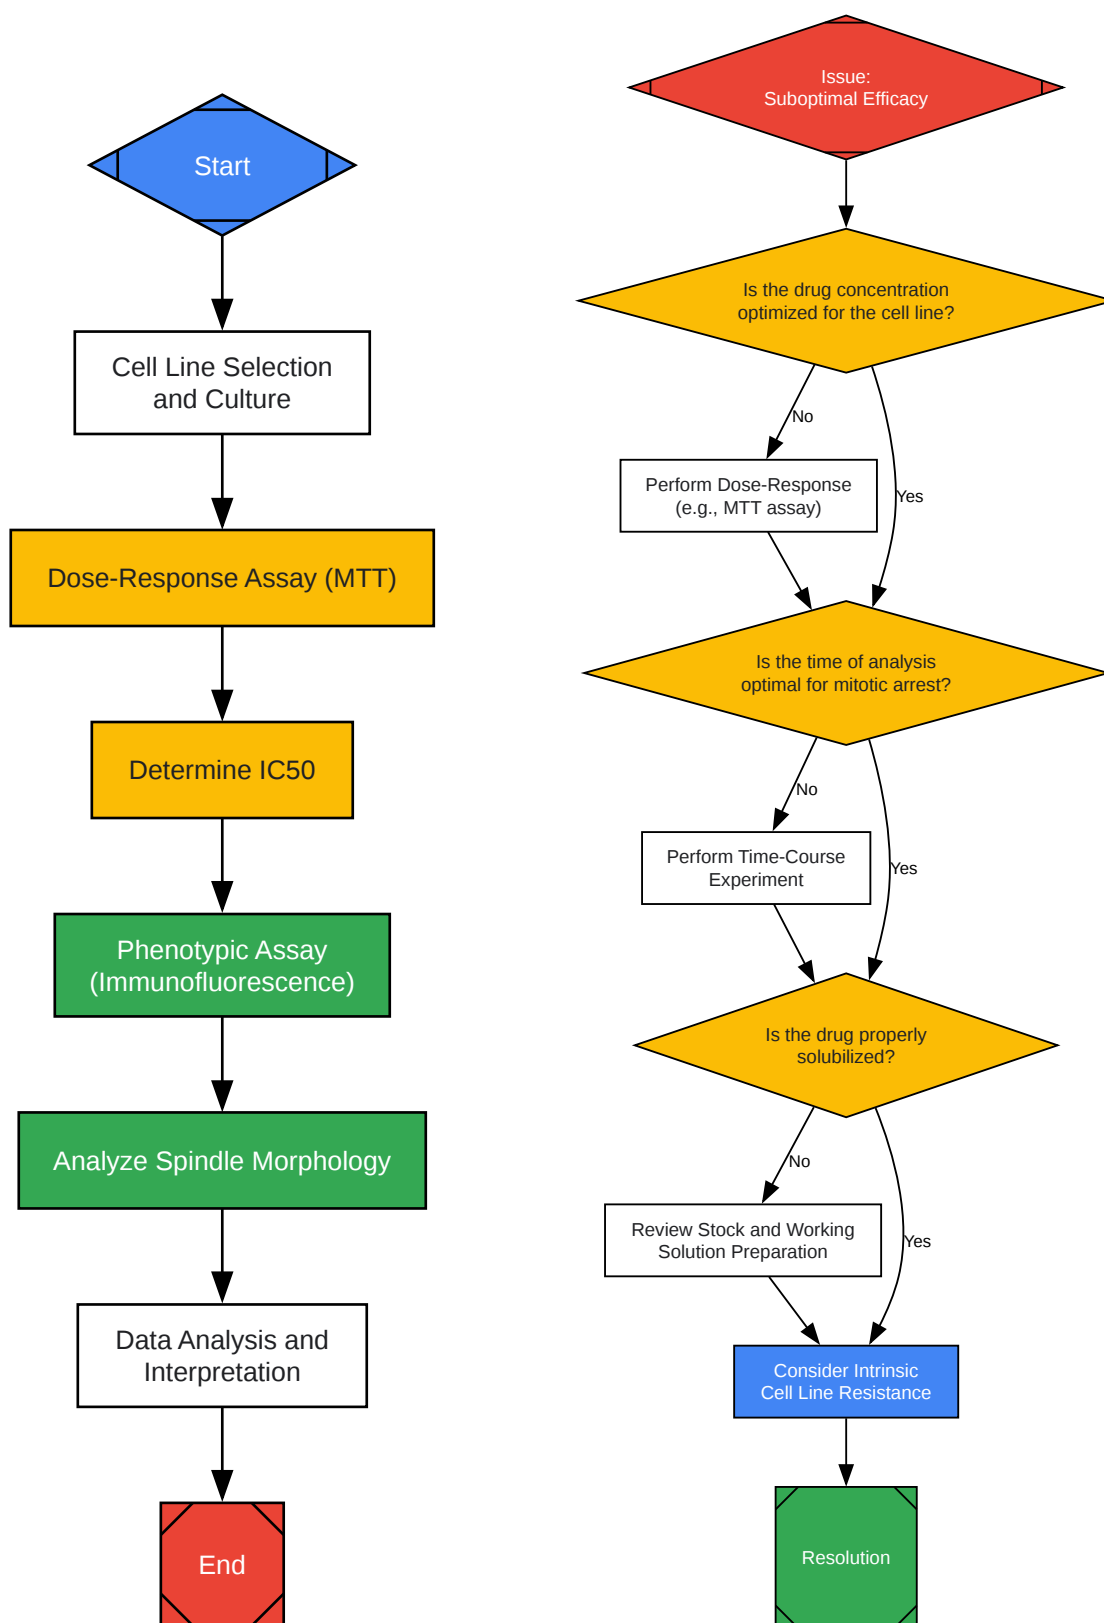 Start
Cell Line Selection
and Culture
Dose-Response Assay (MTT)
Determine IC50
Phenotypic Assay
(Immunofluorescence)
Analyze Spindle Morphology
Data Analysis and
Interpretation
End
Issue:
Suboptimal Efficacy
Is the drug concentration
optimized for the cell line?
No
Perform Dose-Response
(e.g., MTT assay)
Yes
Is the time of analysis
optimal for mitotic arrest?
No
Perform Time-Course
Experiment
Yes
Is the drug properly
solubilized?
No
Review Stock and Working
Solution Preparation
Yes
Consider Intrinsic
Cell Line Resistance
Resolution